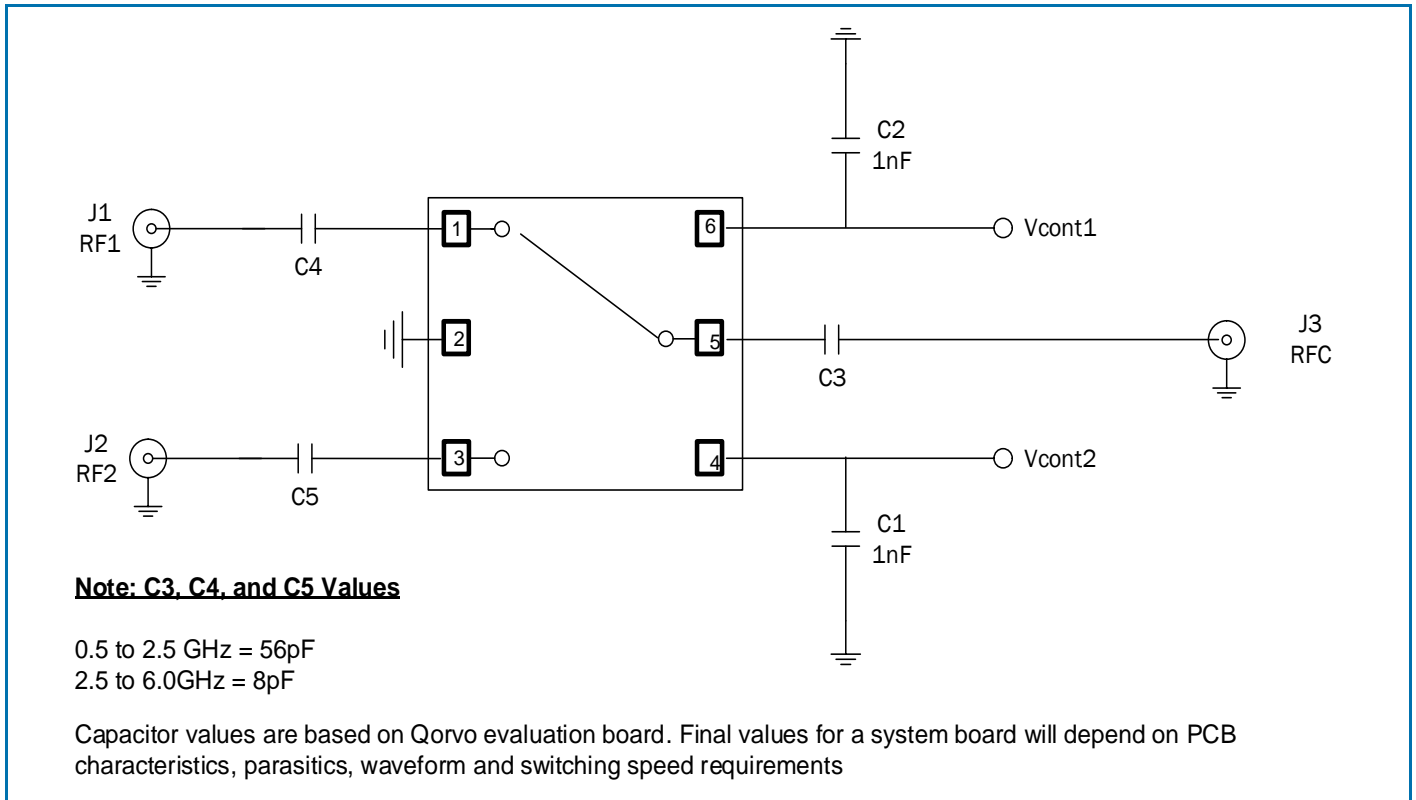 C2
1nF
J1
RF1
C4
1
6
Vcont1
2
5
C3
J3
RFC
J2
RF2
C5
3
4
Vcont2
C1
1nF
Note: C3, C4, and C5 Values
0.5 to 2.5 GHz = 56pF
2.5 to 6.0GHz = 8pF
Capacitor values are based on Qorvo evaluation board. Final values for a system board will depend on PCB
characteristics, parasitics, waveform and switching speed requirements